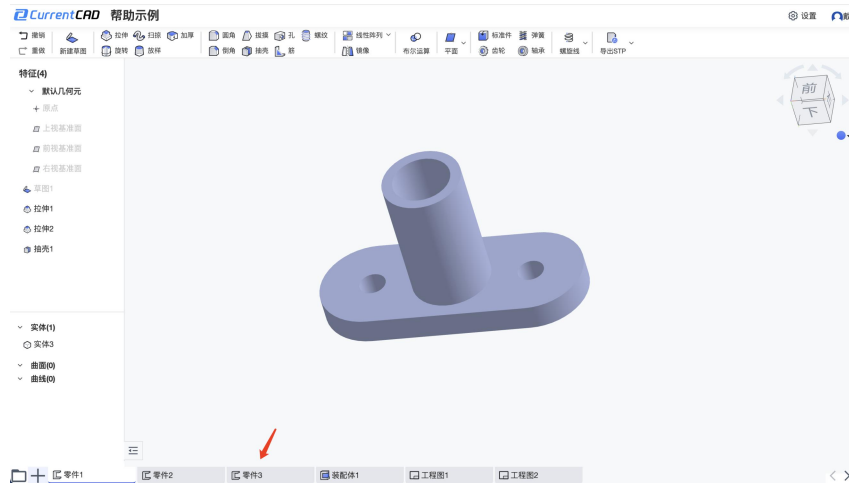 CurrentCAD 帮助示例
设置
撤销 拉伸 扫掠 加厚 圆角 拔摸 孔 螺纹 线性阵列 标准件 弹簧
重做 新建草图 旋转 放样 倒角 抽壳 筋 镜像 布尔运算 平面 齿轮 轴承 螺旋线 导出STP
特征(4)
默认几何元
原点
上视基准面
前视基准面
右视基准面
草图1
拉伸1
拉伸2
抽壳1
前
下
实体(1)
实体3
曲面(0)
曲线(0)
零件1 零件2 零件3 装配体1 工程图1 工程图2